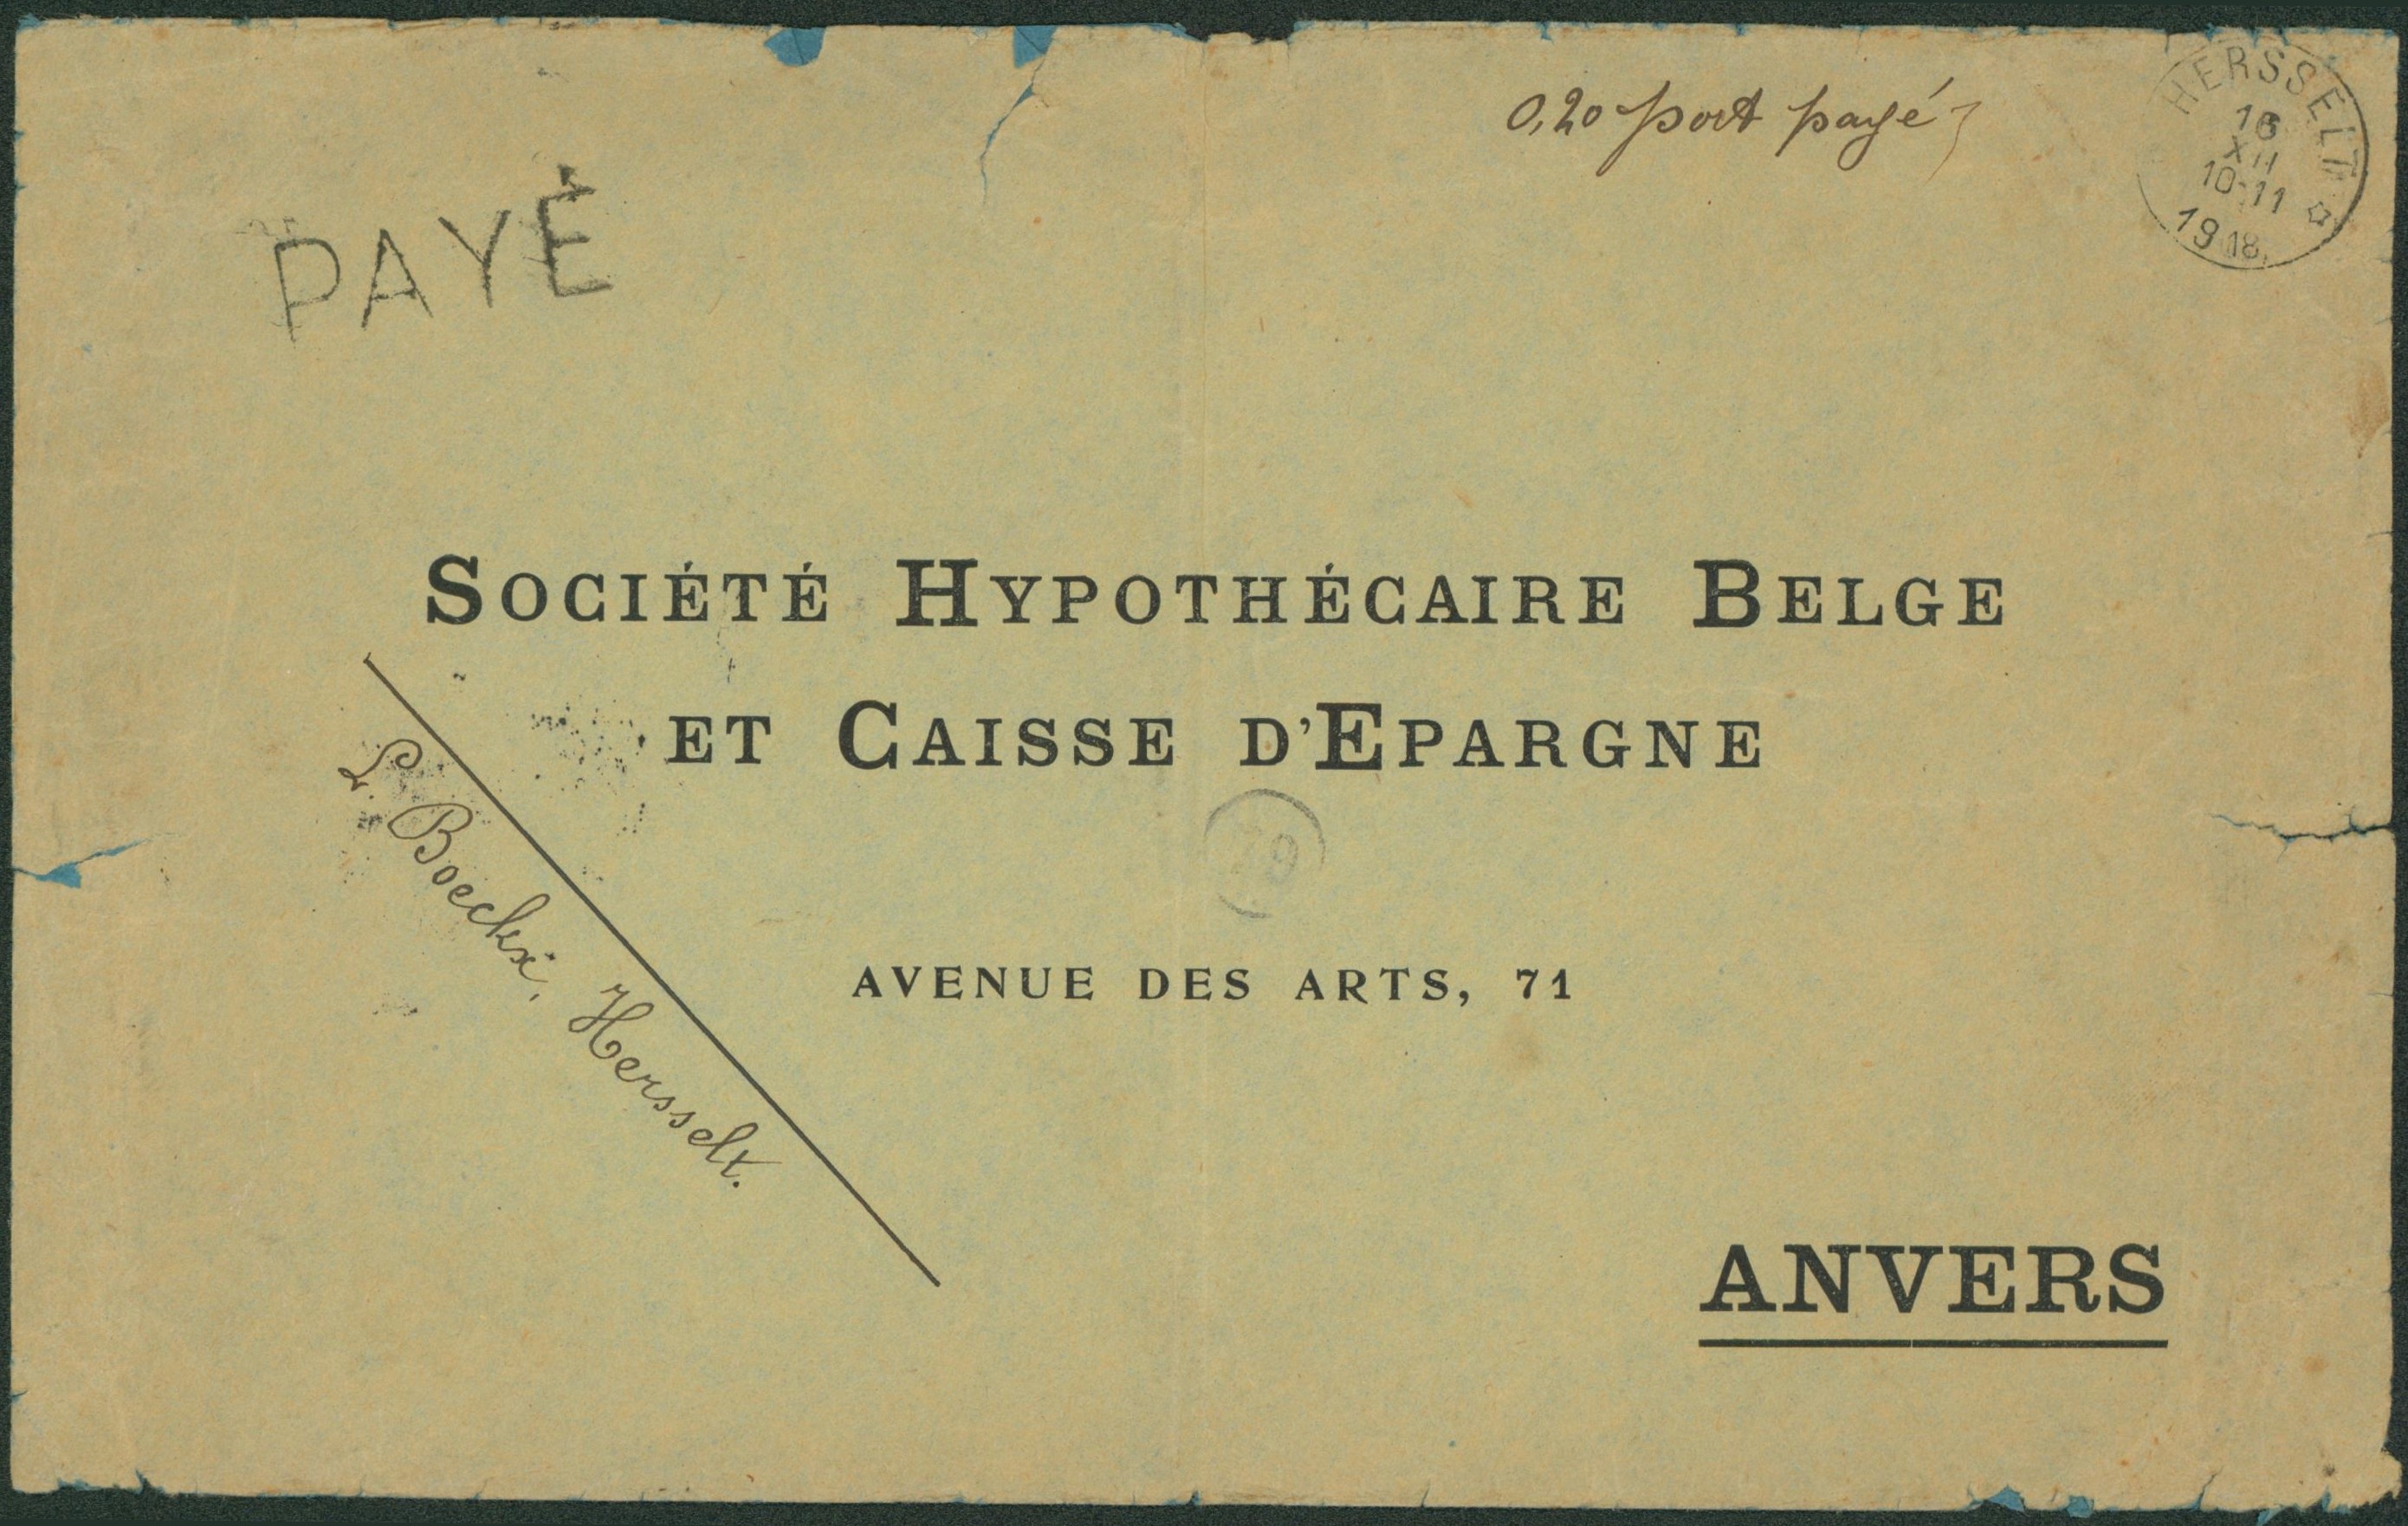 0,20 port payé
HERSSELT
16
XII
10-11
1918
PAYÉ
SOCIÉTÉ HYPOTHÉCAIRE BELGE
ET CAISSE D'EPARGNE
L. Boeckx, Hersselt.
29
AVENUE DES ARTS, 71
ANVERS